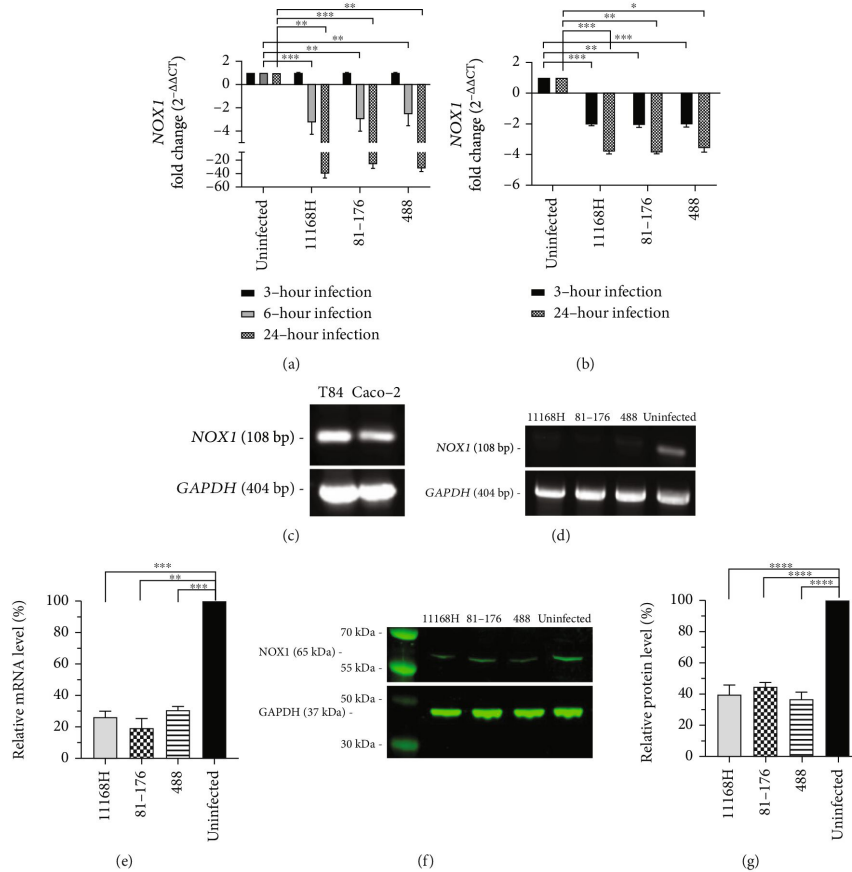 **
***
**
**
**
***
2
1
0
−2
−4
−20
−40
−60
NOX1
fold change (2−ΔΔCT)
Uninfected
11168H
81–176
488
3–hour infection
6–hour infection
24–hour infection
(a)
*
**
***
***
**
***
2
0
−2
−4
−6
NOX1
fold change (2−ΔΔCT)
Uninfected
11168H
81–176
488
3–hour infection
24–hour infection
(b)
T84 Caco–2
NOX1 (108 bp) -
GAPDH (404 bp) -
(c)
11168H 81–176 488 Uninfected
NOX1 (108 bp) -
GAPDH (404 bp) -
(d)
***
**
***
100
80
60
40
20
0
Relative mRNA level (%)
11168H
81–176
488
Uninfected
(e)
11168H 81–176 488 Uninfected
70 kDa -
NOX1 (65 kDa) -
55 kDa -
50 kDa -
GAPDH (37 kDa) -
30 kDa -
(f)
****
****
****
100
80
60
40
20
0
Relative protein level (%)
11168H
81–176
488
Uninfected
(g)